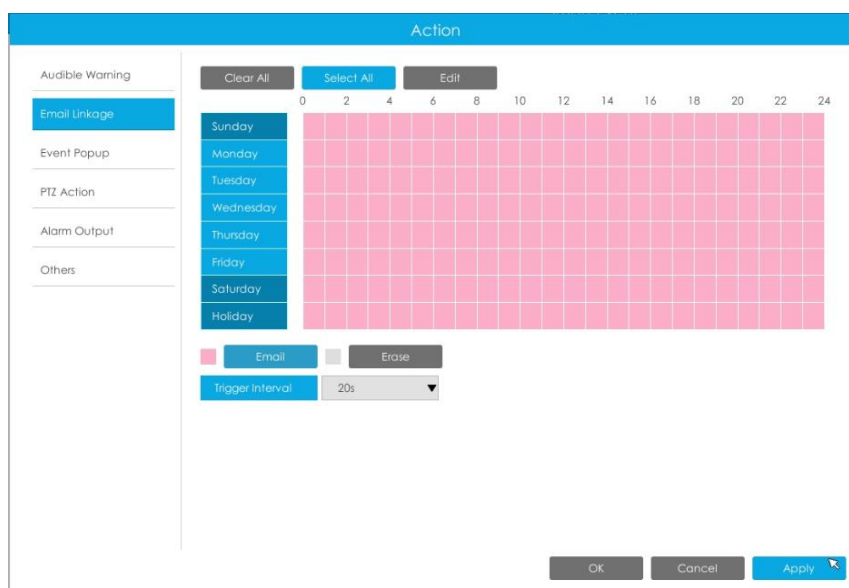 Action
Audible Warning
Email Linkage
Event Popup
PTZ Action
Alarm Output
Others
Clear All Select All Edit
0 2 4 6 8 10 12 14 16 18 20 22 24
Sunday
Monday
Tuesday
Wednesday
Thursday
Friday
Saturday
Holiday
Email Erase
Trigger Interval 20s
OK Cancel Apply